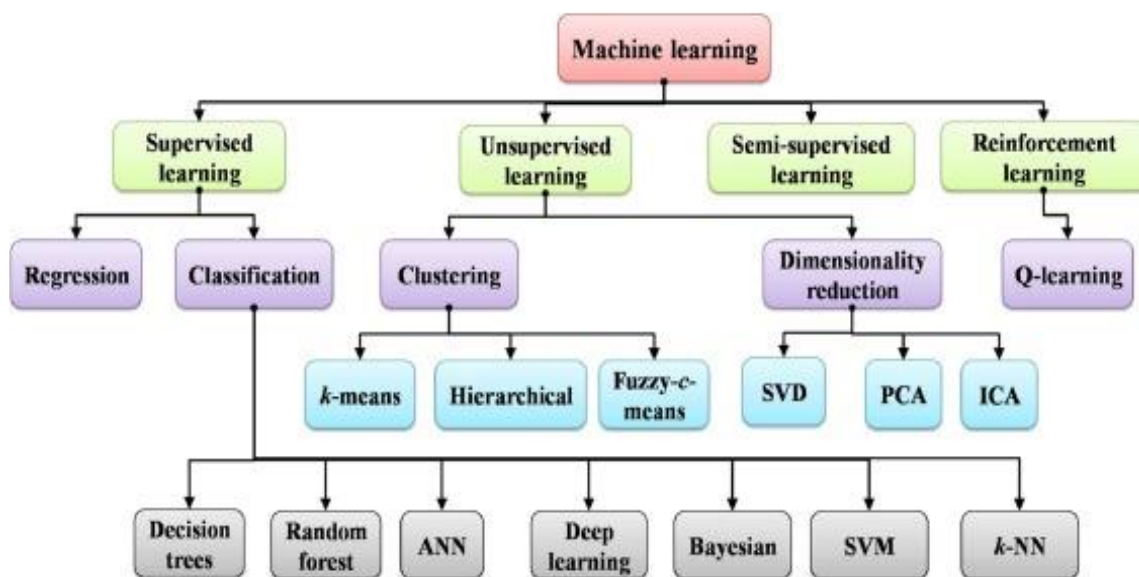 Machine learning
Supervised
learning
Unsupervised
learning
Semi-supervised
learning
Reinforcement
learning
Regression
Classification
Clustering
Dimensionality
reduction
Q-learning
k-means
Hierarchical
Fuzzy-c-
means
SVD
PCA
ICA
Decision
trees
Random
forest
ANN
Deep
learning
Bayesian
SVM
k-NN